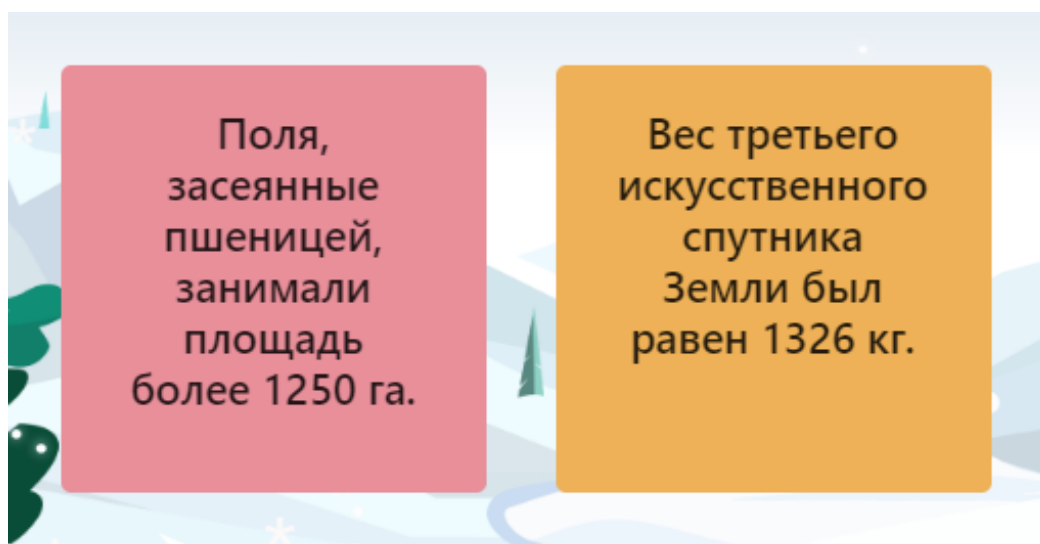 Поля,
засеянные
пшеницей,
занимали
площадь
более 1250 га.
Вес третьего
искусственного
спутника
Земли был
равен 1326 кг.